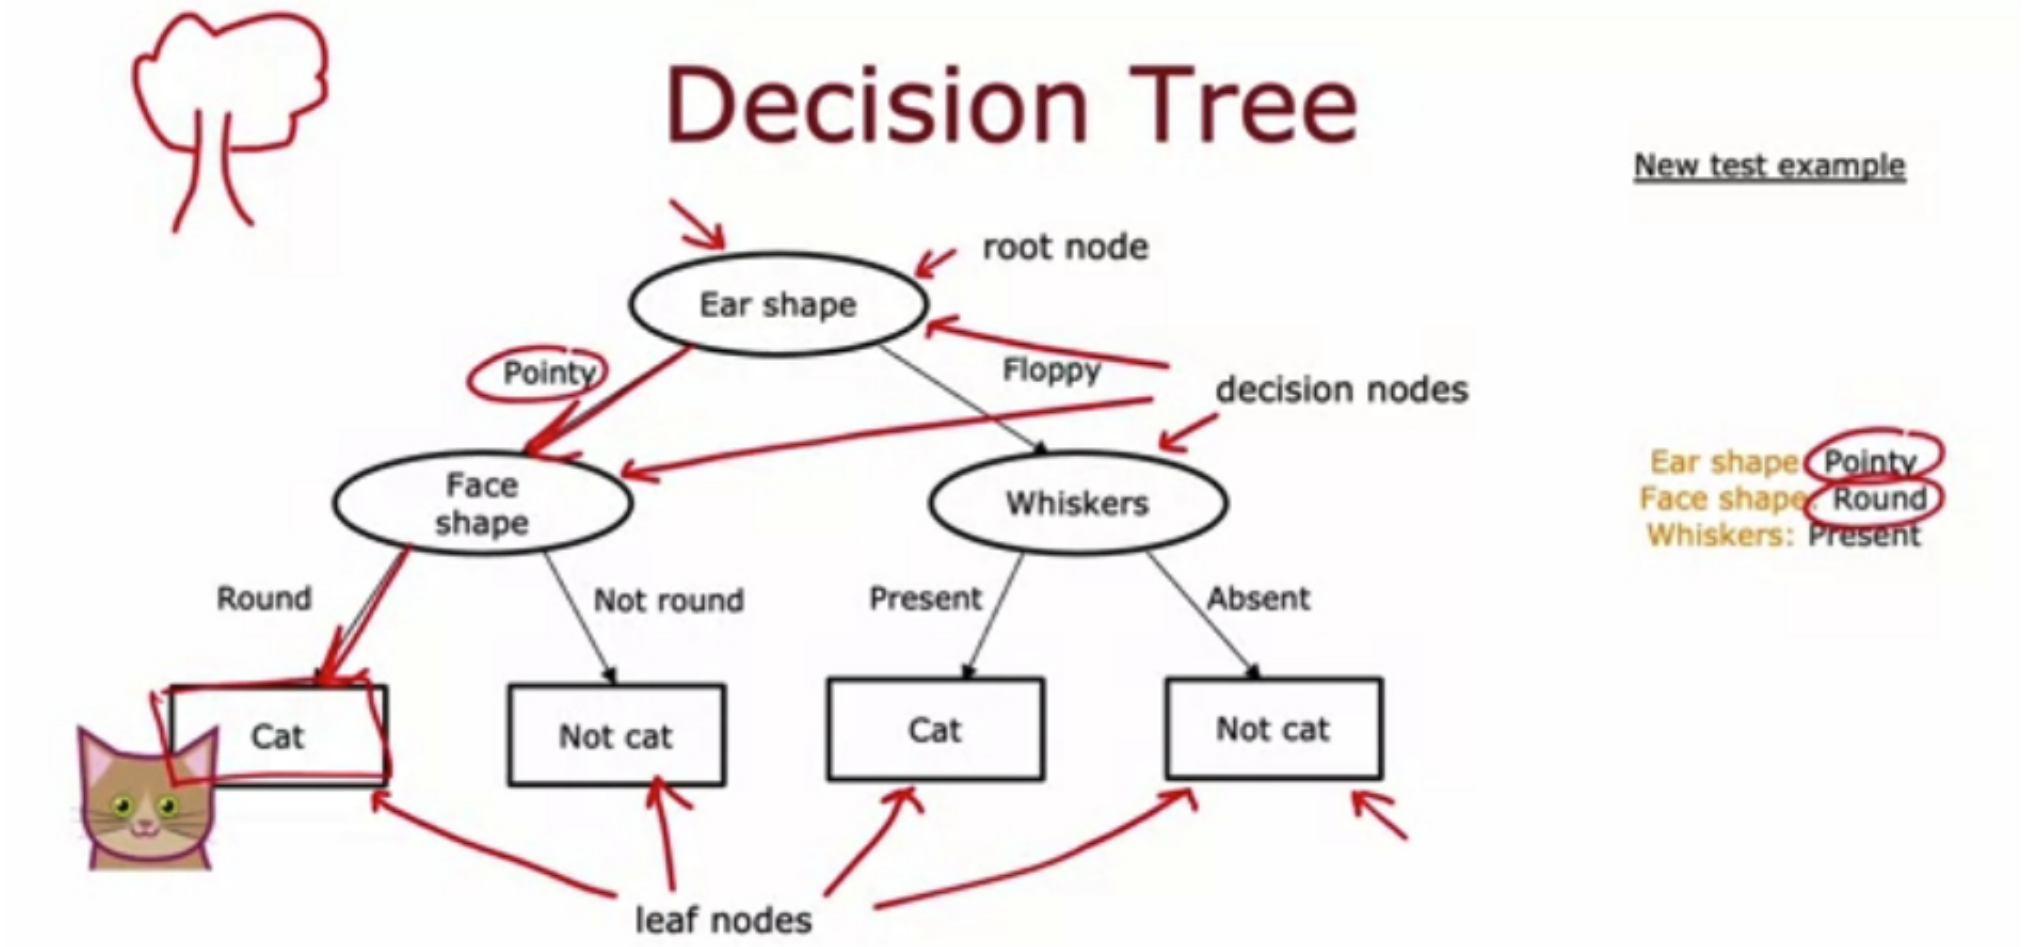 Decision Tree
New test example
root node
Ear shape
Pointy
Floppy
decision nodes
Face
shape
Whiskers
Ear shape Pointy
Face shape: Round
Whiskers: Present
Round
Not round
Present
Absent
Cat
Not cat
Cat
Not cat
leaf nodes